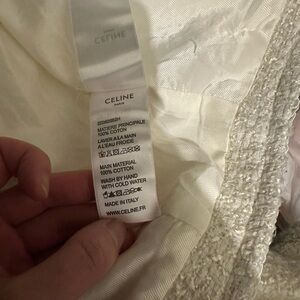 CELINE
CELINE
PARIS
MATIERE PRINCIPALE
100% COTTON
LAVER A LA MAIN
A L'EAU FROIDE
MAIN MATERIAL
100% COTTON
WASH BY HAND
WITH COLD WATER
MADE IN ITALY
WWW.CELINE.FR